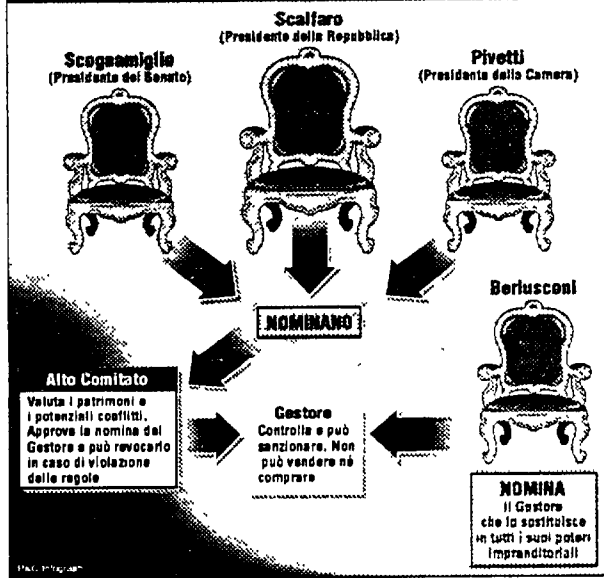 Scalfaro
(Presidente della Repubblica)
Scognamiglio
(Presidente del Senato)
Pivetti
(Presidente della Camera)
NOMINANO
Berlusconi
Alto Comitato
Valuta i patrimoni e
i potenziali conflitti.
Approva la nomina del
Gestore e può revocarlo
in caso di violazione
delle regole
Gestore
Controlla e può
sanzionare. Non
può vendere né
comprare
NOMINA
il Gestore
che lo sostituisce
in tutti i suoi poteri
imprenditoriali
Infograph